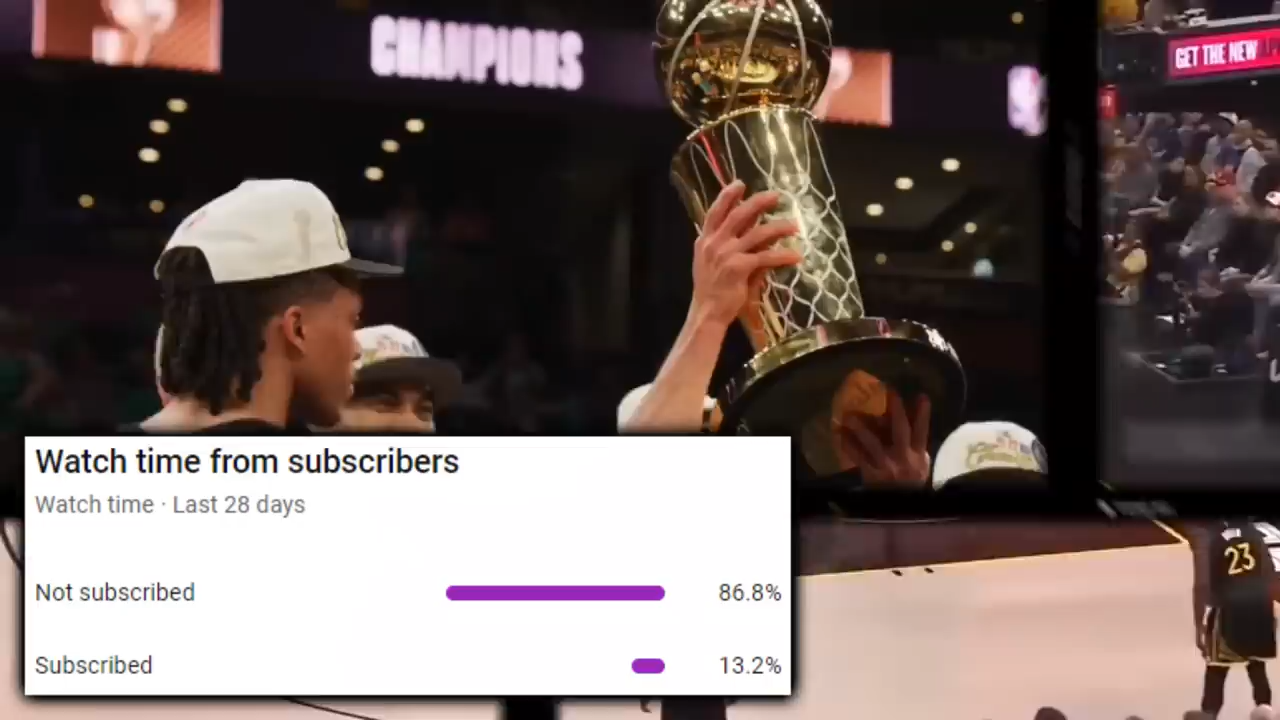 CHAMPIONS
GET THE NEW
Watch time from subscribers
Watch time · Last 28 days
Not subscribed 86.8%
Subscribed 13.2%
23